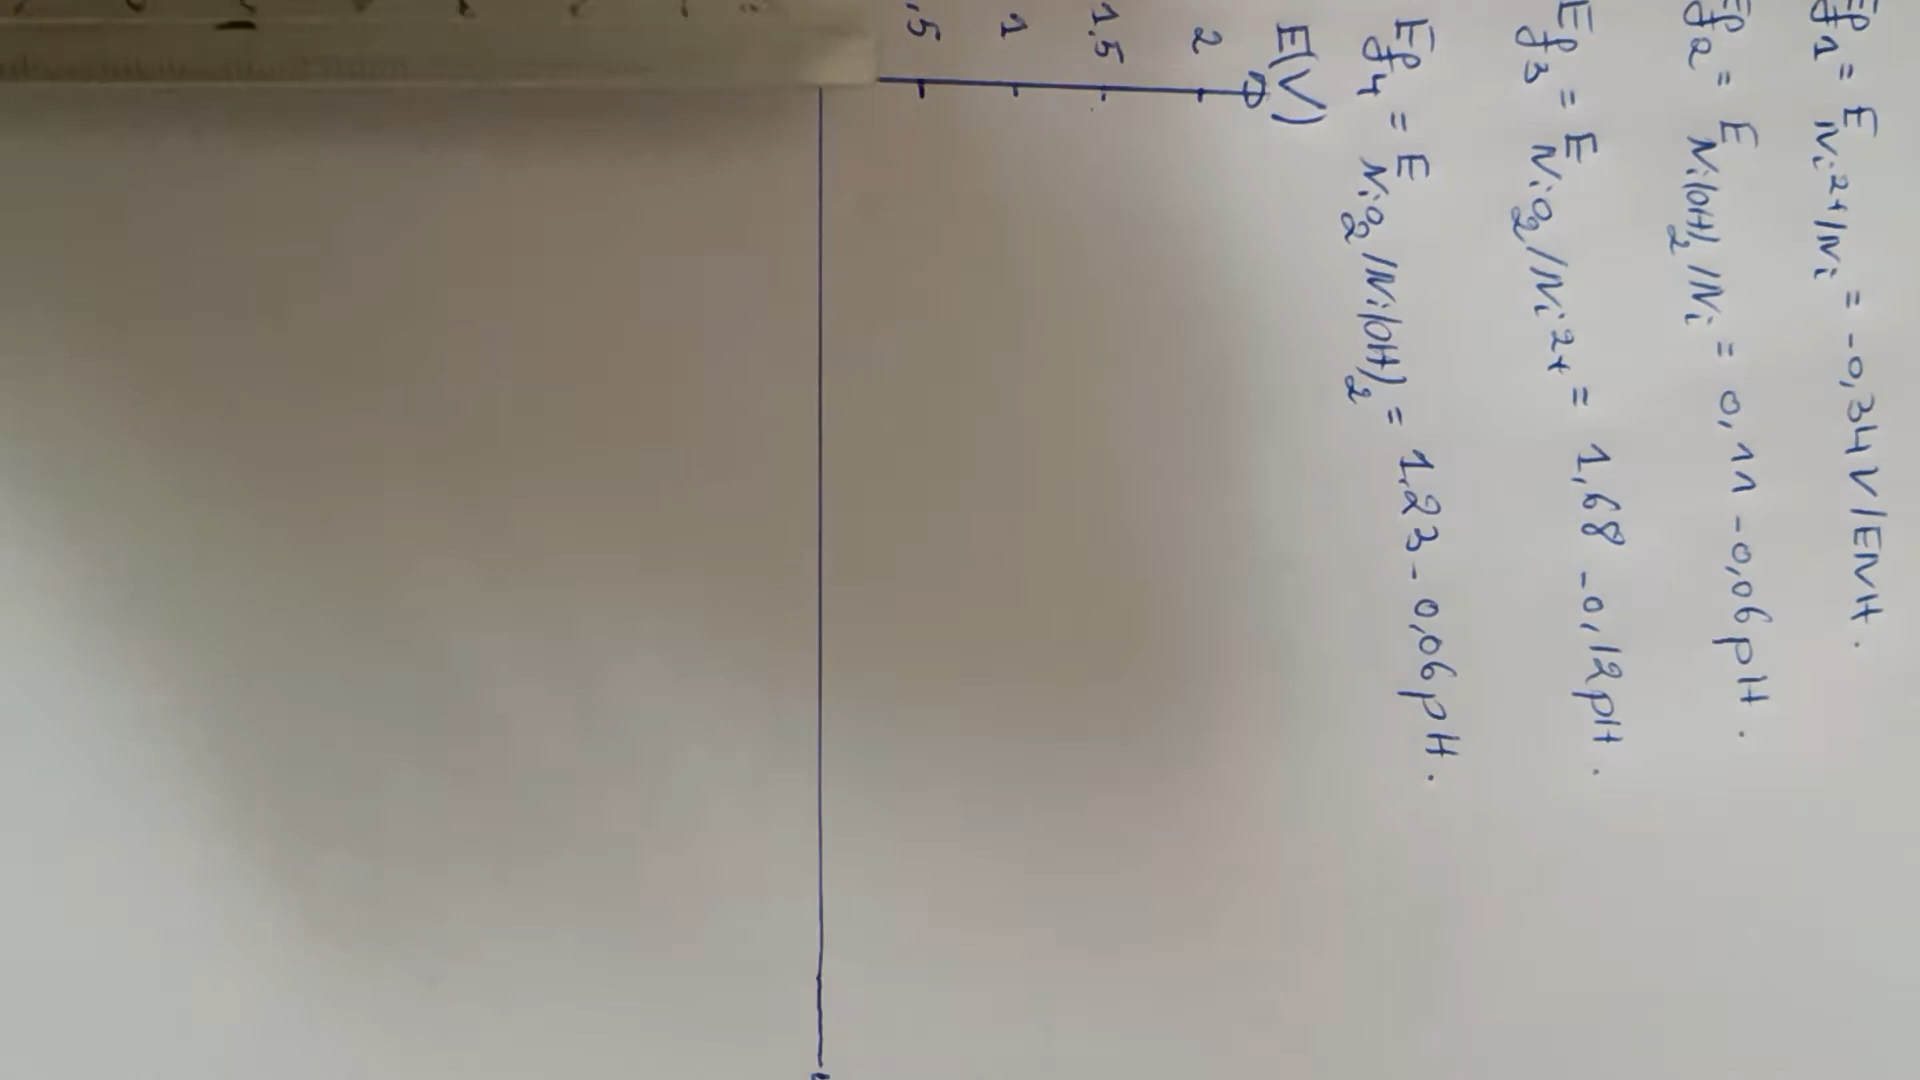 Ef1 = E Ni²⁺/Ni = -0,34 V/ENH.
Ef2 = E Ni(OH)₂/Ni = 0,11 - 0,06 pH.
Ef3 = E NiO₂/Ni²⁺ = 1,68 - 0,12 pH.
Ef4 = E NiO₂/Ni(OH)₂ = 1,23 - 0,06 pH.
E(V)
2
1,5
1
,5